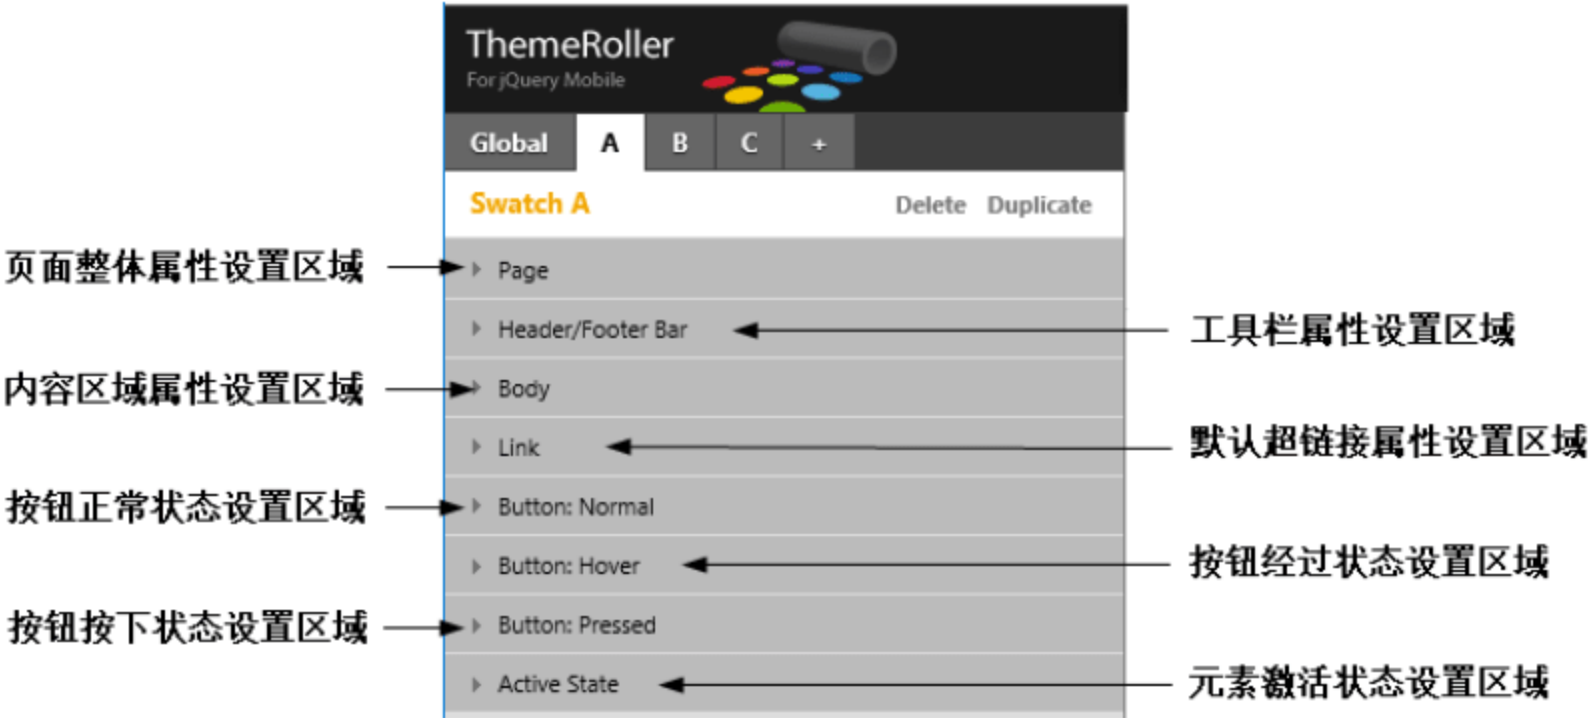 ThemeRoller
For jQuery Mobile
Global A B C +
Swatch A Delete Duplicate
页面整体属性设置区域 Page
Header/Footer Bar 工具栏属性设置区域
内容区域属性设置区域 Body
Link 默认超链接属性设置区域
按钮正常状态设置区域 Button: Normal
Button: Hover 按钮经过状态设置区域
按钮按下状态设置区域 Button: Pressed
Active State 元素激活状态设置区域